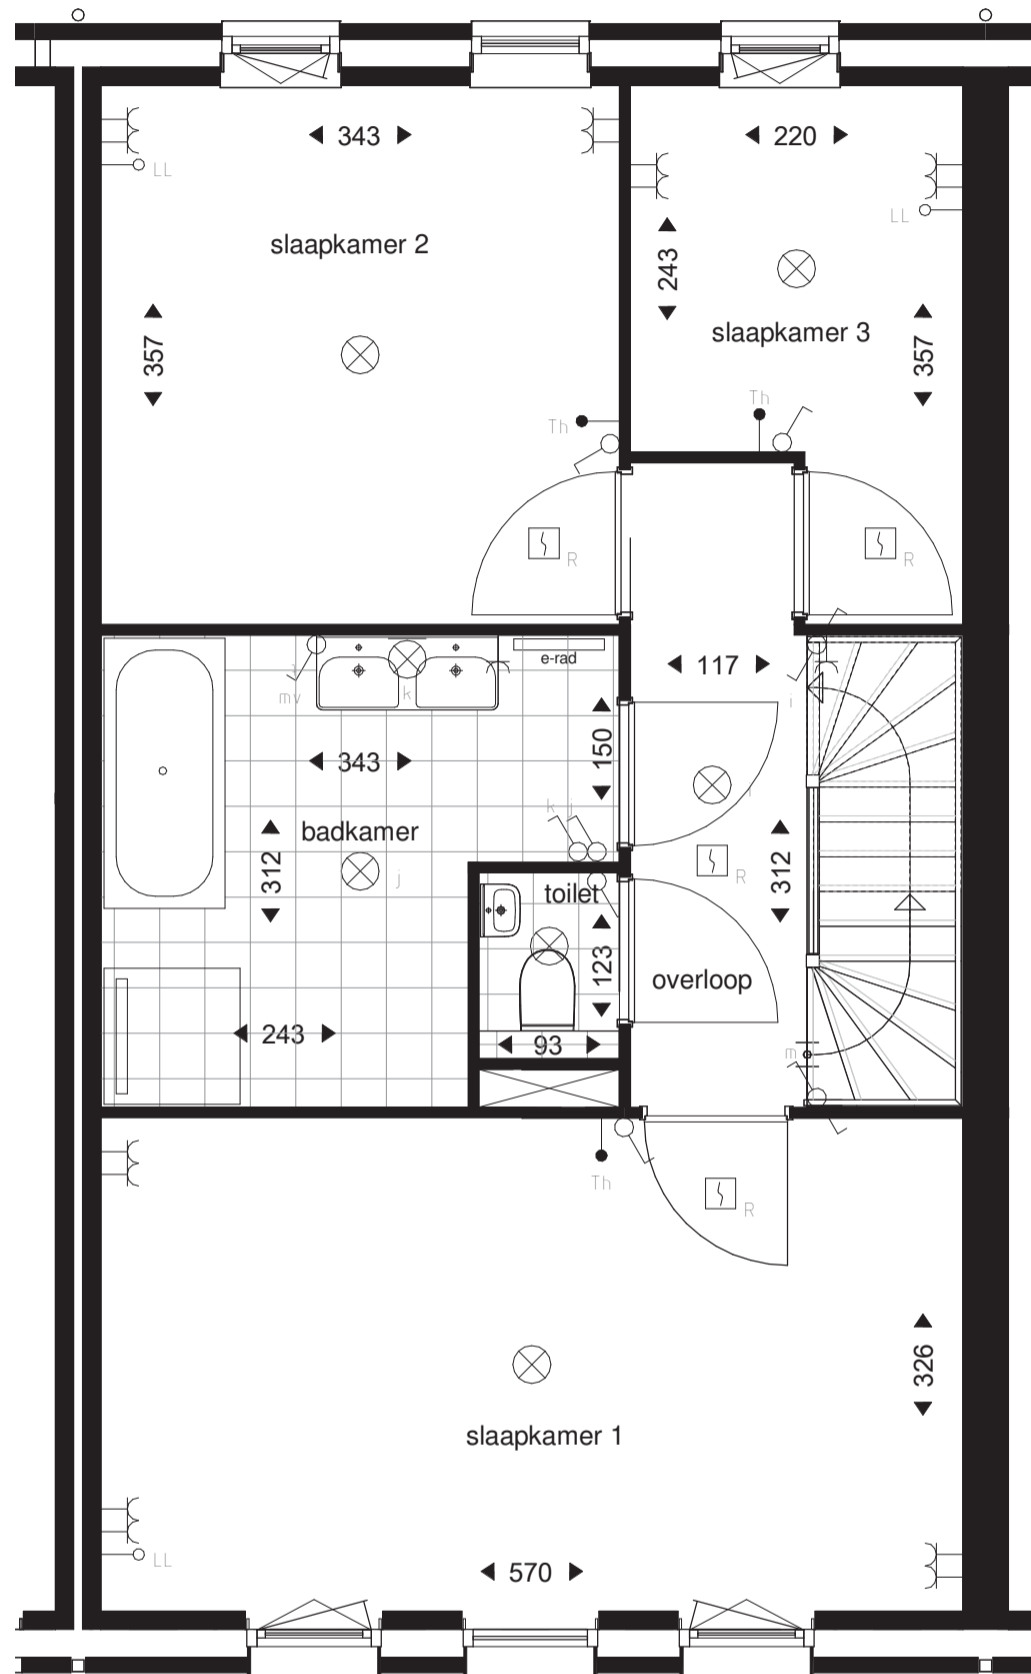 343
220
LL
LL
slaapkamer 2
243
slaapkamer 3
357
357
Th
Th
R
R
e-rad
117
mv
k
i
150
343
k j
badkamer
i
312
j
R
312
toilet
123
overloop
243
93
m
Th
R
326
slaapkamer 1
LL
570